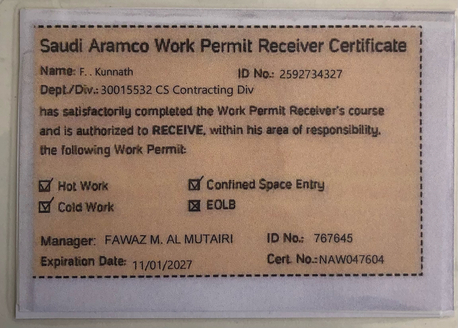 Saudi Aramco Work Permit Receiver Certificate
Name: F. . Kunnath ID No.: 2592734327
Dept./Div.: 30015532 CS Contracting Div
has satisfactorily completed the Work Permit Receiver's course
and is authorized to RECEIVE, within his area of responsibility,
the following Work Permit:
☑ Hot Work ☑ Confined Space Entry
☑ Cold Work ☒ EOLB
Manager: FAWAZ M. AL MUTAIRI ID No.: 767645
Expiration Date: 11/01/2027 Cert. No.:NAW047604